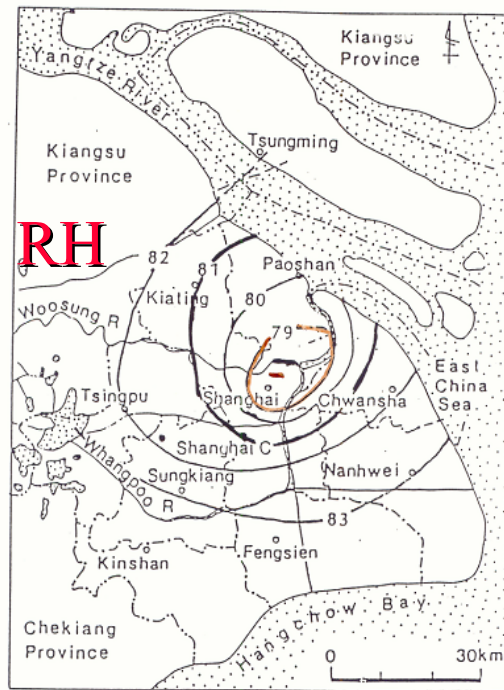 Kiangsu
Province
Yangtze River
Tsungming
Kiangsu
Province
RH
82
81
Paoshan
Kiating
80
Woosung R
79
East
China
Sea
Tsingpu
Shanghai
Chwansha
Shanghai C
Whangpoo R
Sungkiang
Nanhwei
83
Fengsien
Kinshan
Hangchow Bay
Chekiang
Province
0 30km